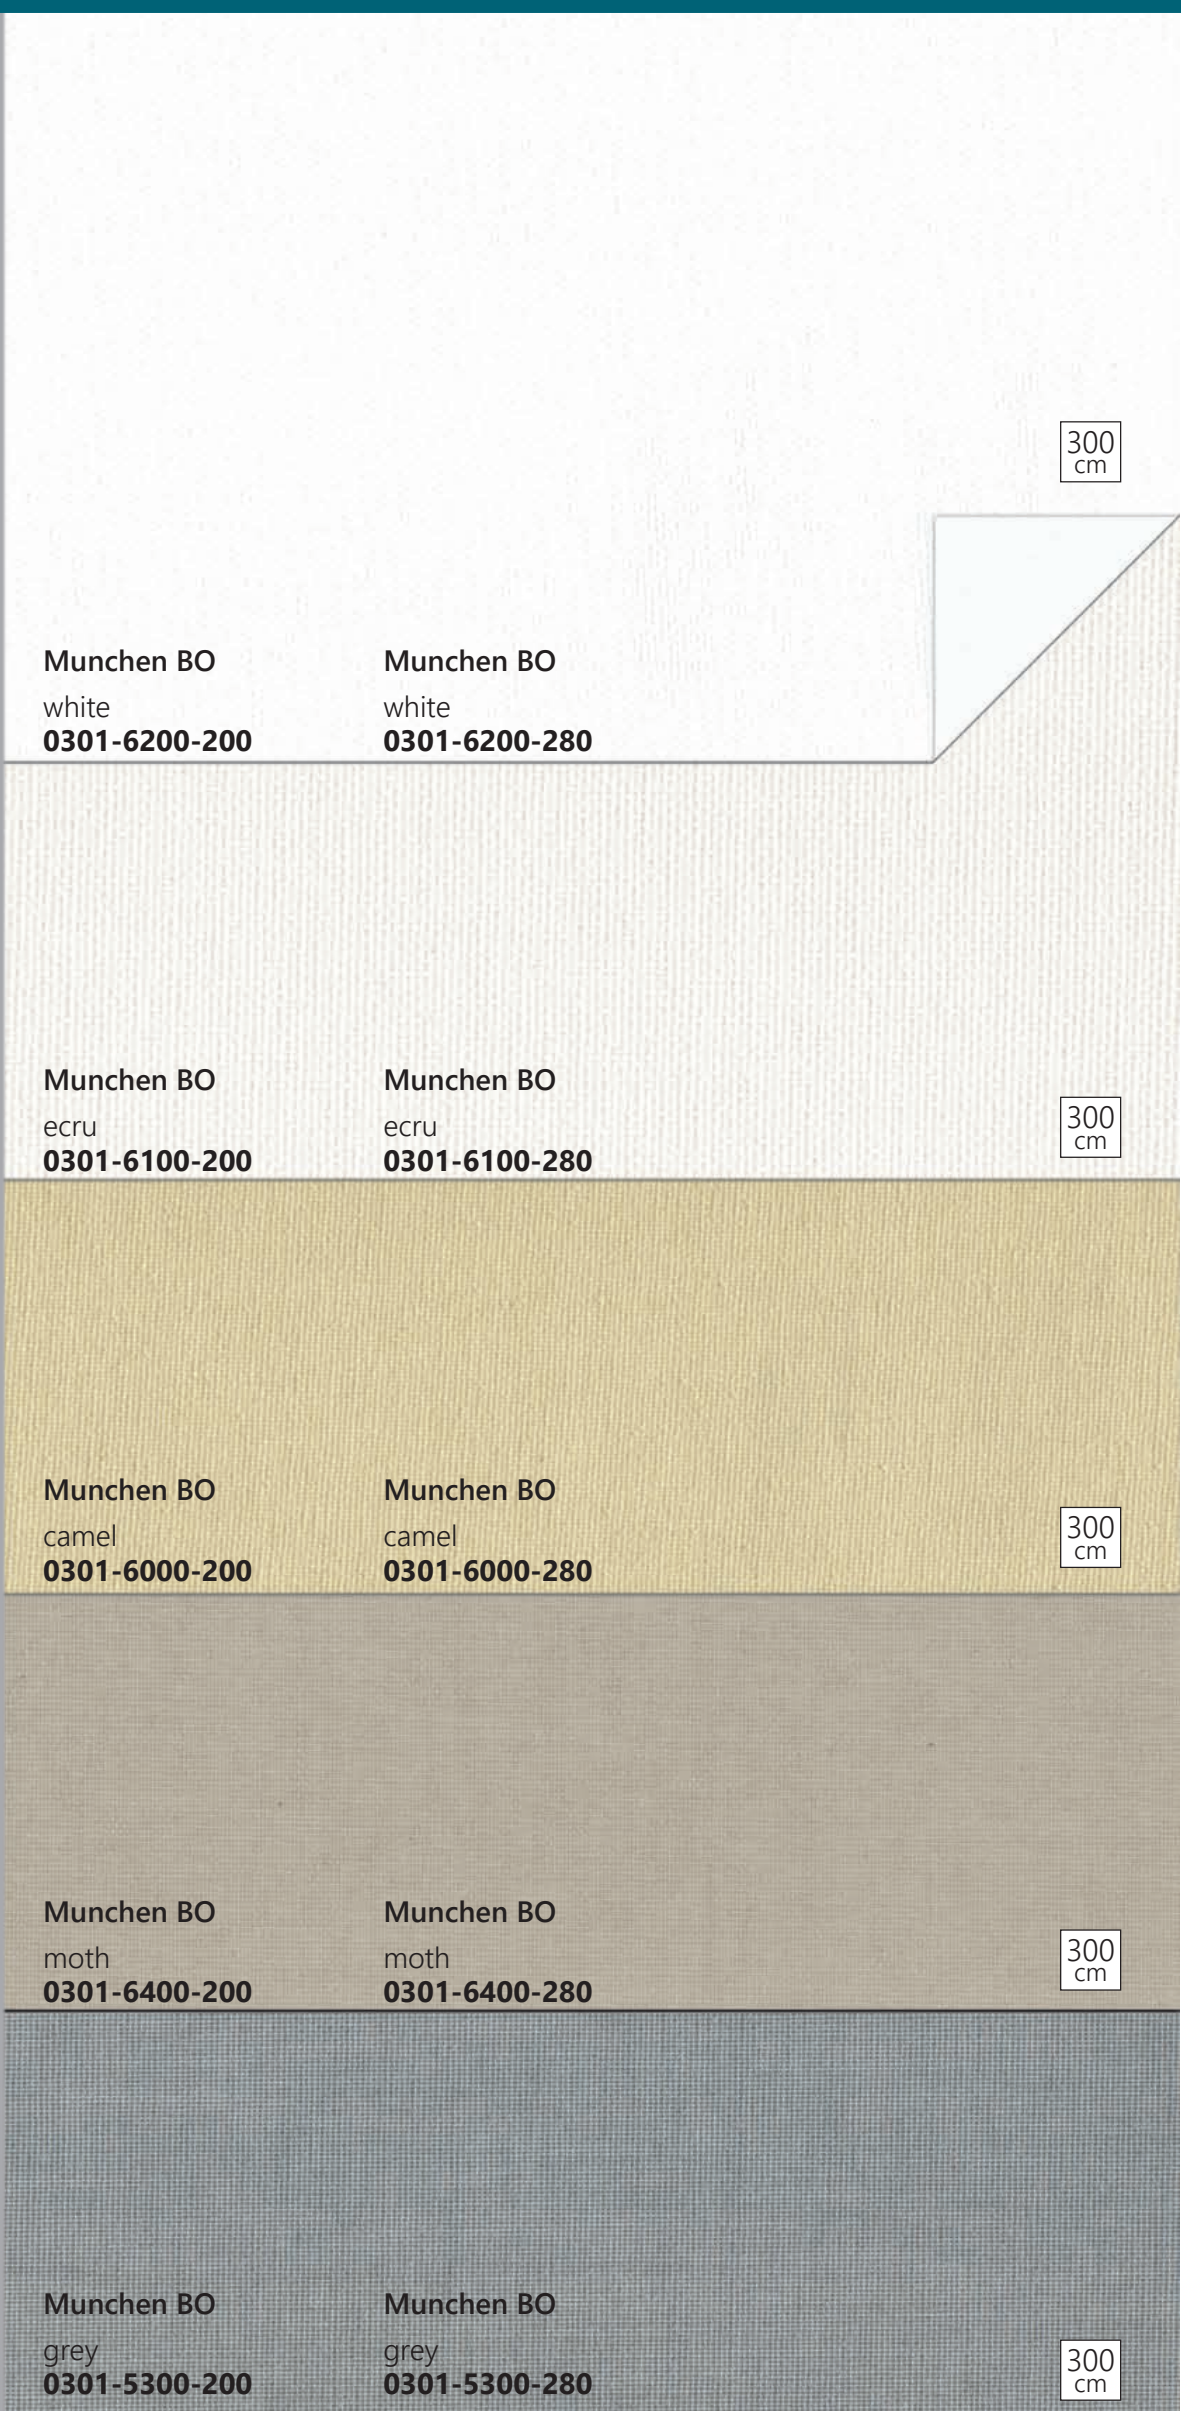 300
cm
Munchen BO
white
0301-6200-200
Munchen BO
white
0301-6200-280
Munchen BO
ecru
0301-6100-200
Munchen BO
ecru
0301-6100-280
300
cm
Munchen BO
camel
0301-6000-200
Munchen BO
camel
0301-6000-280
300
cm
Munchen BO
moth
0301-6400-200
Munchen BO
moth
0301-6400-280
300
cm
Munchen BO
grey
0301-5300-200
Munchen BO
grey
0301-5300-280
300
cm